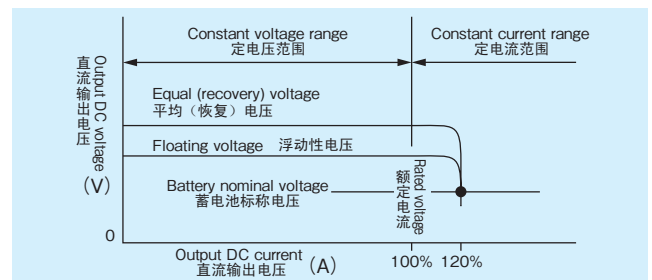 Constant voltage range
定电压范围
Constant current range
定电流范围
Output DC voltage
直流输出电压
(V)
Equal (recovery) voltage
平均（恢复）电压
Floating voltage 浮动性电压
Battery nominal voltage
蓄电池标称电压
Rated voltage
额定电流
0
Output DC current (A)
直流输出电压
100% 120%